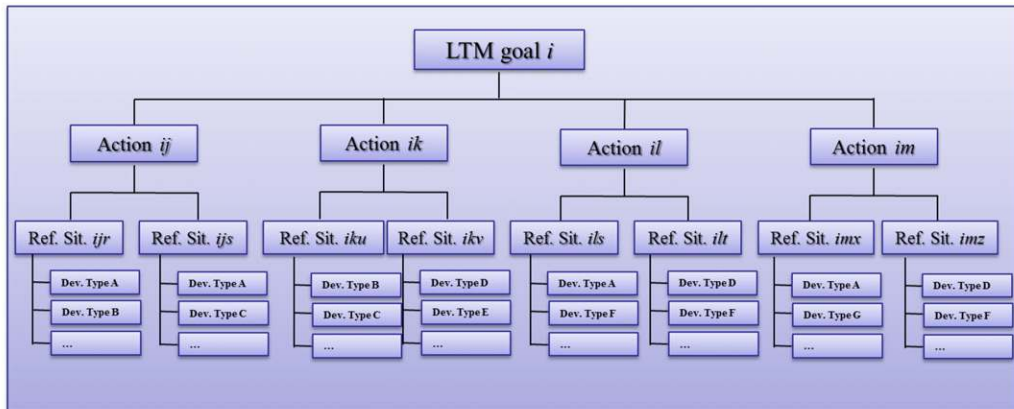 LTM goal i
Action ij
Action ik
Action il
Action im
Ref. Sit. ijr
Ref. Sit. ijs
Ref. Sit. iku
Ref. Sit. ikv
Ref. Sit. ils
Ref. Sit. ilt
Ref. Sit. imx
Ref. Sit. imz
Dev. Type A
Dev. Type B
...
Dev. Type A
Dev. Type C
...
Dev. Type B
Dev. Type C
...
Dev. Type D
Dev. Type E
...
Dev. Type A
Dev. Type F
...
Dev. Type D
Dev. Type F
...
Dev. Type A
Dev. Type G
...
Dev. Type D
Dev. Type F
...